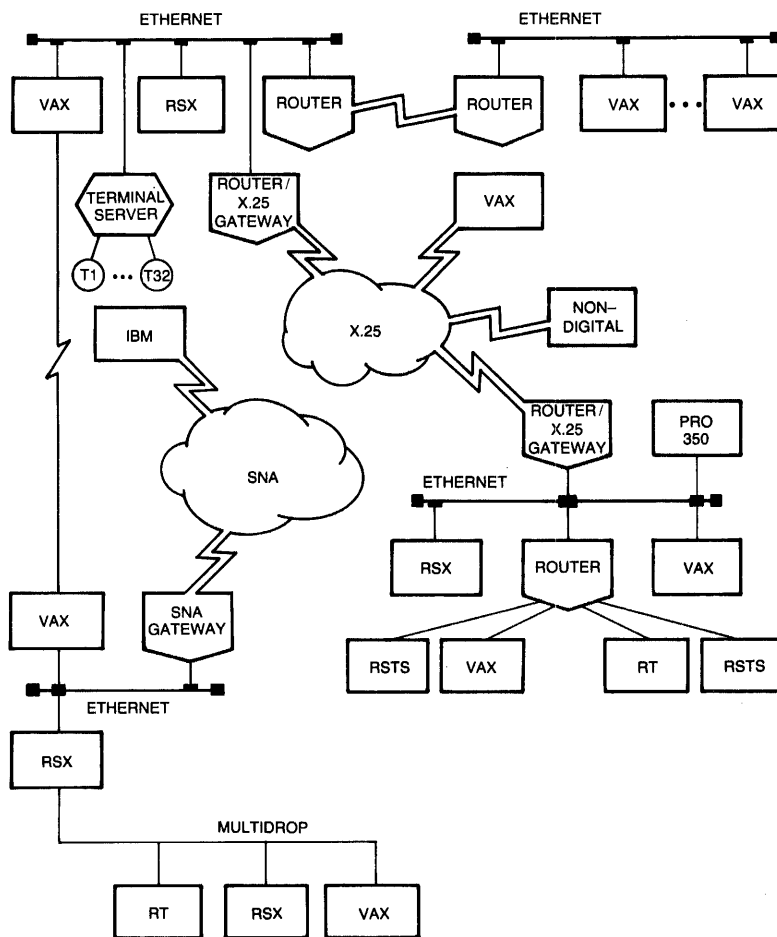 ETHERNET
ETHERNET
VAX
RSX
ROUTER
ROUTER
VAX
•••
VAX
TERMINAL
SERVER
ROUTER /
X.25
GATEWAY
VAX
T1
•••
T32
IBM
X.25
NON–
DIGITAL
SNA
ROUTER /
X.25
GATEWAY
PRO
350
ETHERNET
RSX
ROUTER
VAX
VAX
SNA
GATEWAY
RSTS
VAX
RT
RSTS
ETHERNET
RSX
MULTIDROP
RT
RSX
VAX